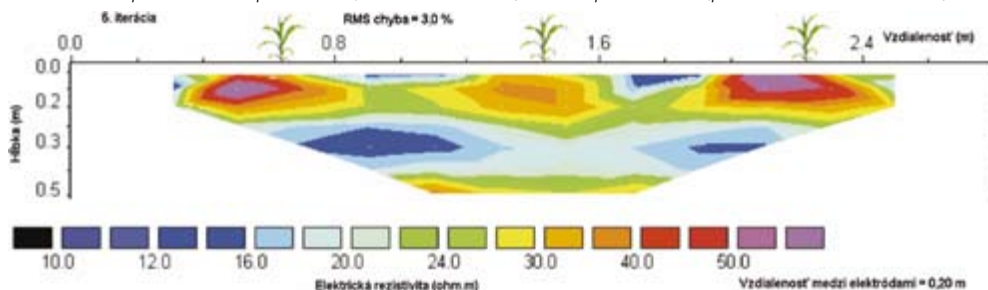 6. iterácia RMS chyba = 3,0 %
0.0 0.8 1.6 2.4 Vzdialenosť (m)
0.0
0.2
0.3
0.5
Hĺbka (m)
10.0 12.0 16.0 20.0 24.0 30.0 40.0 50.0
Elektrická rezistivita (ohm.m) Vzdialenosť medzi elektródami = 0,20 m